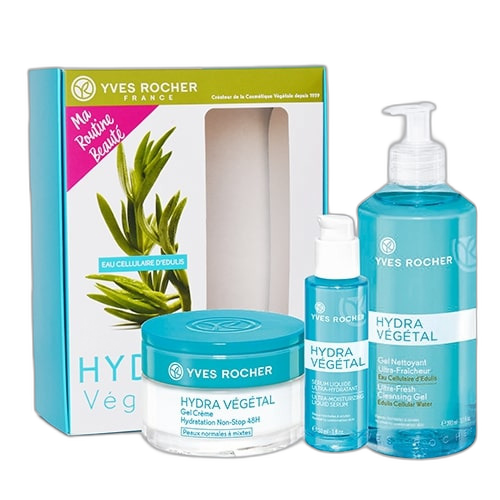 YVES ROCHER
FRANCE
Créateur de la Cosmétique Végétale depuis 1959
Ma
Routine
Beauté
EAU CELLULAIRE D'EDULIS
HYD
Vég
YVES ROCHER
HYDRA VÉGÉTAL
Gel Crème
Hydratation Non-Stop 48H
Peaux normales à mixtes
YVES ROCHER
HYDRA
VÉGÉTAL
SÉRUM LIQUIDE
ULTRA-HYDRATANT
ULTRA-MOISTURIZING
LIQUID SERUM
YVES ROCHER
HYDRA
VÉGÉTAL
Gel Nettoyant
Ultra-Fraîcheur
Eau Cellulaire d'Edulis
Ultra-Fresh
Cleansing Gel
Edulis Cellular Water
YVES ROCHER